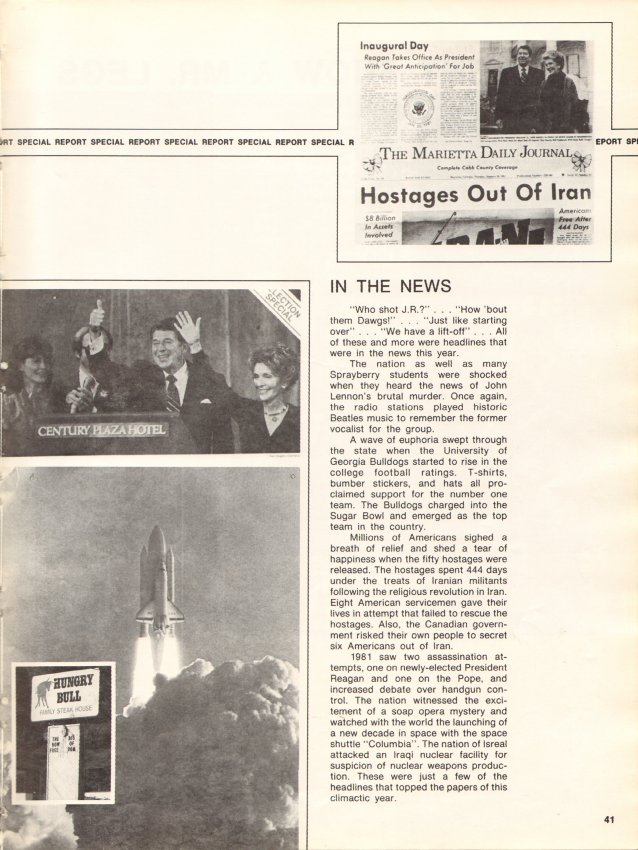 Inaugural Day
Reagan Takes Office As President
With 'Great Anticipation' For Job
ORT SPECIAL REPORT SPECIAL REPORT SPECIAL REPORT SPECIAL REPORT SPECIAL R
EPORT SPE
THE MARIETTA DAILY JOURNAL
Complete Cobb County Coverage
Hostages Out Of Iran
$8 Billion
In Assets
Involved
Americans
Free After
444 Days
ELECTION
SPECIAL
CENTURY PLAZA HOTEL
HUNGRY
BULL
FAMILY STEAK HOUSE
IN THE NEWS
"Who shot J.R.?" . . . "How 'bout
them Dawgs!" . . . "Just like starting
over" . . . "We have a lift-off" . . . All
of these and more were headlines that
were in the news this year.
The nation as well as many
Sprayberry students were shocked
when they heard the news of John
Lennon's brutal murder. Once again,
the radio stations played historic
Beatles music to remember the former
vocalist for the group.
A wave of euphoria swept through
the state when the University of
Georgia Bulldogs started to rise in the
college football ratings. T-shirts,
bumber stickers, and hats all pro-
claimed support for the number one
team. The Bulldogs charged into the
Sugar Bowl and emerged as the top
team in the country.
Millions of Americans sighed a
breath of relief and shed a tear of
happiness when the fifty hostages were
released. The hostages spent 444 days
under the treats of Iranian militants
following the religious revolution in Iran.
Eight American servicemen gave their
lives in attempt that failed to rescue the
hostages. Also, the Canadian govern-
ment risked their own people to secret
six Americans out of Iran.
1981 saw two assassination at-
tempts, one on newly-elected President
Reagan and one on the Pope, and
increased debate over handgun con-
trol. The nation witnessed the exci-
tement of a soap opera mystery and
watched with the world the launching of
a new decade in space with the space
shuttle "Columbia". The nation of Isreal
attacked an Iraqi nuclear facility for
suspicion of nuclear weapons produc-
tion. These were just a few of the
headlines that topped the papers of this
climactic year.
41